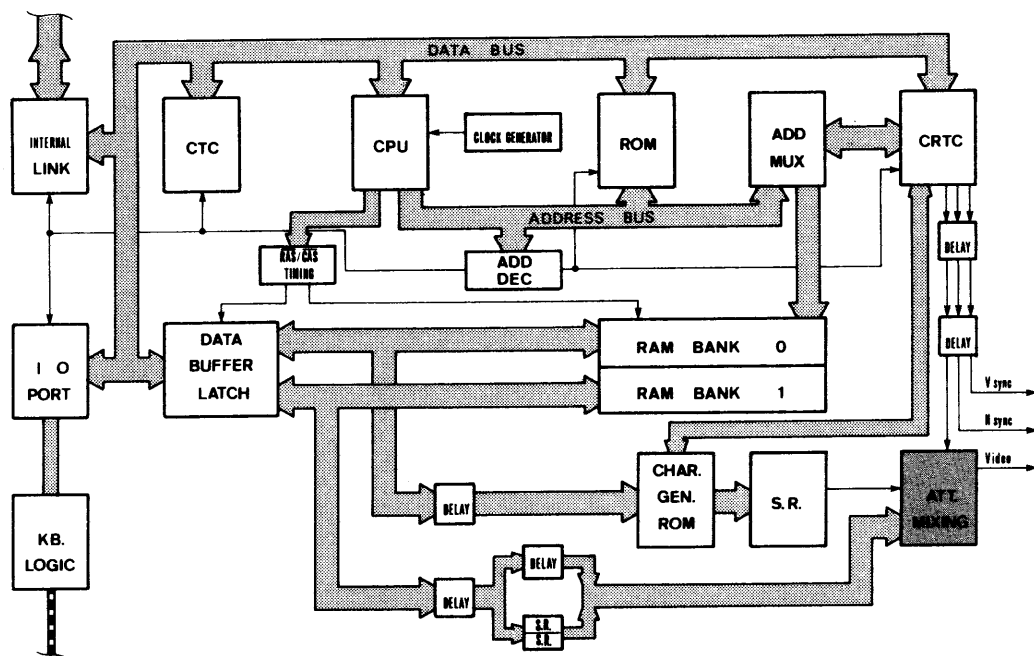 DATA BUS
INTERNAL
LINK
CTC
CPU
CLOCK GENERATOR
ROM
ADD
MUX
CRTC
ADDRESS BUS
RAS/CAS
TIMING
ADD
DEC
DELAY
DATA
BUFFER
LATCH
RAM BANK 0
RAM BANK 1
DELAY
I O
PORT
V sync
H sync
Video
CHAR.
GEN.
ROM
S.R.
ATT.
MIXING
DELAY
KB.
LOGIC
DELAY
DELAY
S.R.
S.R.